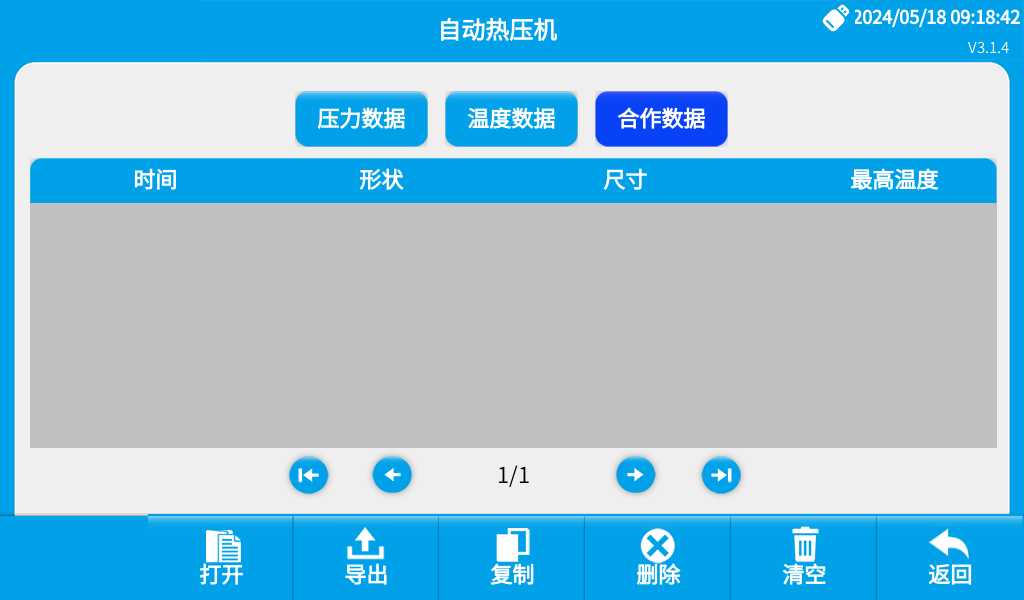 自动热压机
2024/05/18 09:18:42
V3.1.4
压力数据 温度数据 合作数据
时间 形状 尺寸 最高温度
1/1
打开 导出 复制 删除 清空 返回